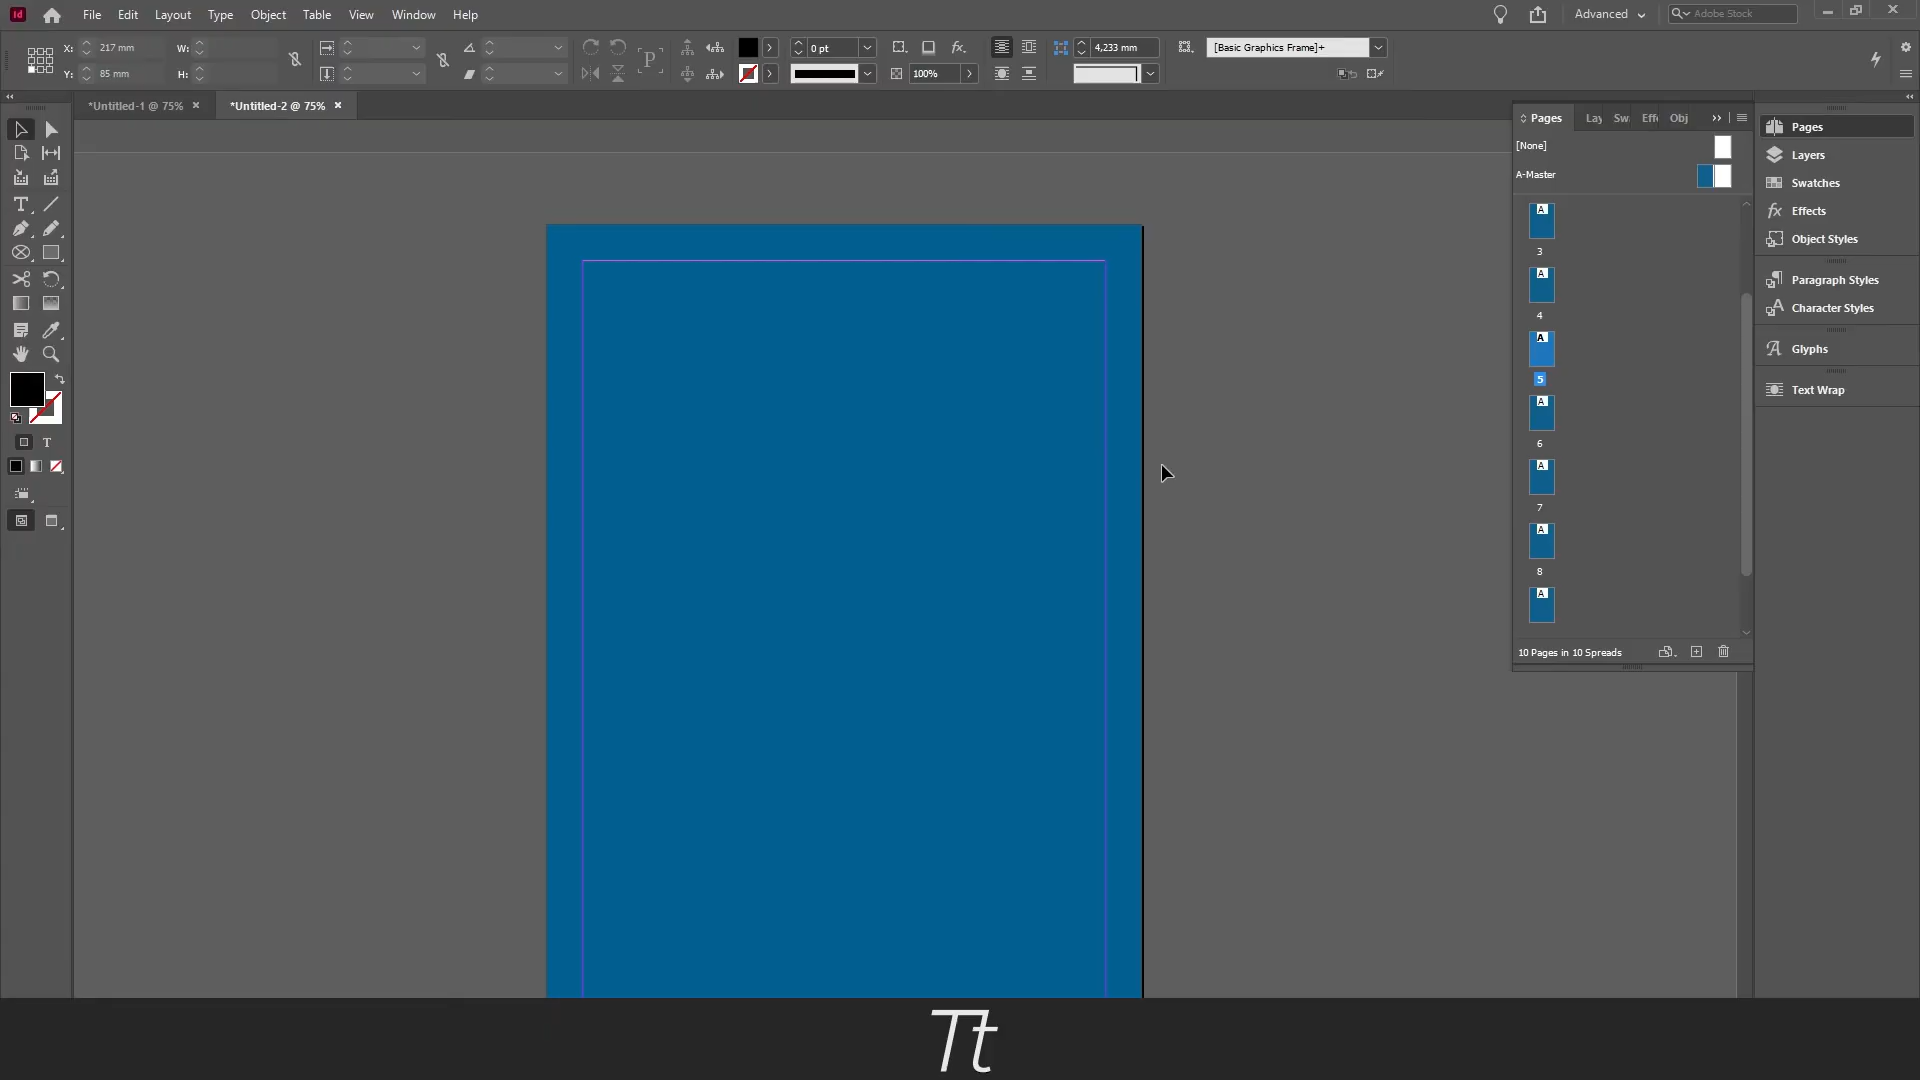 Id File Edit Layout Type Object Table View Window Help Advanced Adobe Stock
X: 217 mm W: 0 pt fx. 4,233 mm [Basic Graphics Frame]+
Y: 85 mm H: P 100%
*Untitled-1 @ 75% × *Untitled-2 @ 75% ×
Pages Lay Sw Eff Obj
[None]
A-Master
A
3
A
4
A
5
A
6
A
7
A
8
A
10 Pages in 10 Spreads
Pages
Layers
Swatches
fx Effects
Object Styles
Paragraph Styles
Character Styles
Glyphs
Text Wrap
T
T
Tt